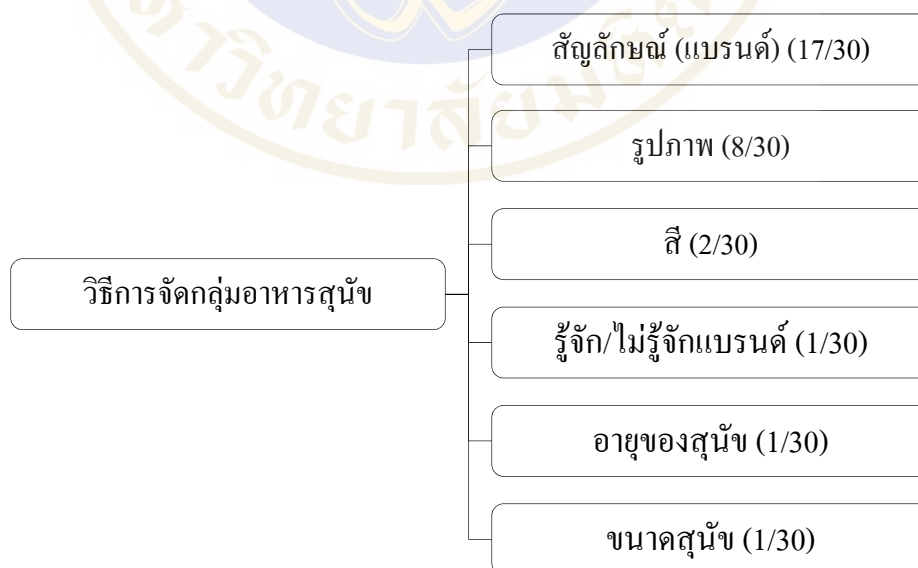 สัญลักษณ์ (แบรนด์) (17/30)
รูปภาพ (8/30)
สี (2/30)
วิธีการจัดกลุ่มอาหารสุนัข
รู้จัก/ไม่รู้จักแบรนด์ (1/30)
อายุของสุนัข (1/30)
ขนาดสุนัข (1/30)